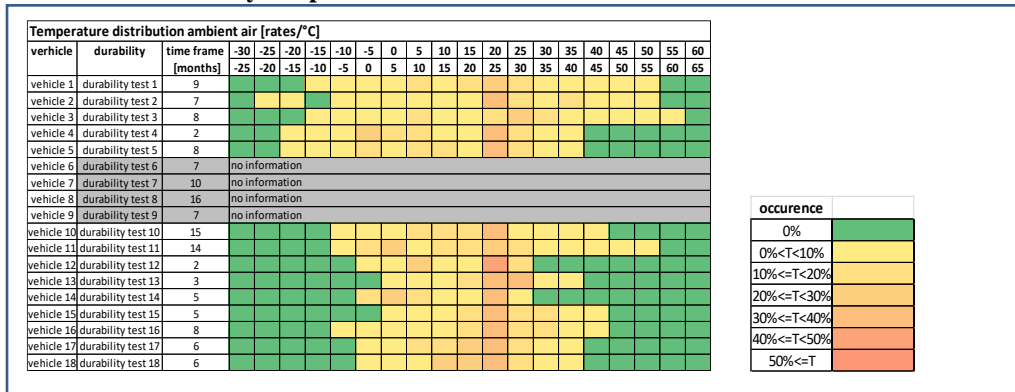 Temperature distribution ambient air [rates/°C]
verhicle durability time frame -30 -25 -20 -15 -10 -5 0 5 10 15 20 25 30 35 40 45 50 55 60
[months] -25 -20 -15 -10 -5 0 5 10 15 20 25 30 35 40 45 50 55 60 65
vehicle 1 durability test 1 9
vehicle 2 durability test 2 7
vehicle 3 durability test 3 8
vehicle 4 durability test 4 2
vehicle 5 durability test 5 8
vehicle 6 durability test 6 7 no information
vehicle 7 durability test 7 10 no information
vehicle 8 durability test 8 16 no information
vehicle 9 durability test 9 7 no information
vehicle 10 durability test 10 15
vehicle 11 durability test 11 14
vehicle 12 durability test 12 2
vehicle 13 durability test 13 3
vehicle 14 durability test 14 5
vehicle 15 durability test 15 5
vehicle 16 durability test 16 8
vehicle 17 durability test 17 6
vehicle 18 durability test 18 6
occurence
0%
0%<T<10%
10%<=T<20%
20%<=T<30%
30%<=T<40%
40%<=T<50%
50%<=T